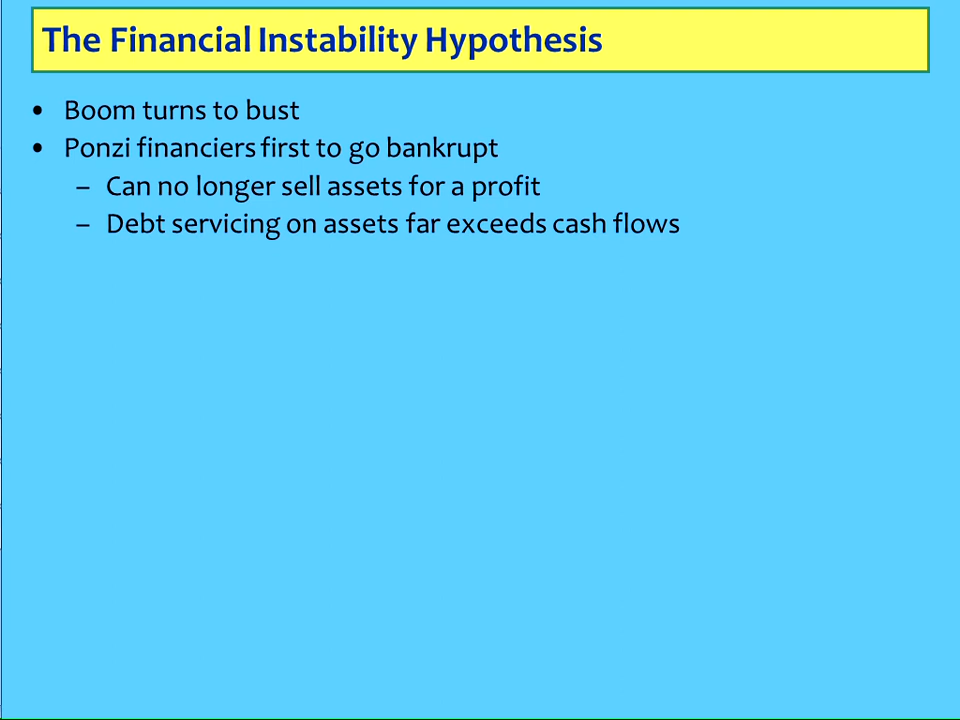 The Financial Instability Hypothesis
• Boom turns to bust
• Ponzi financiers first to go bankrupt
– Can no longer sell assets for a profit
– Debt servicing on assets far exceeds cash flows